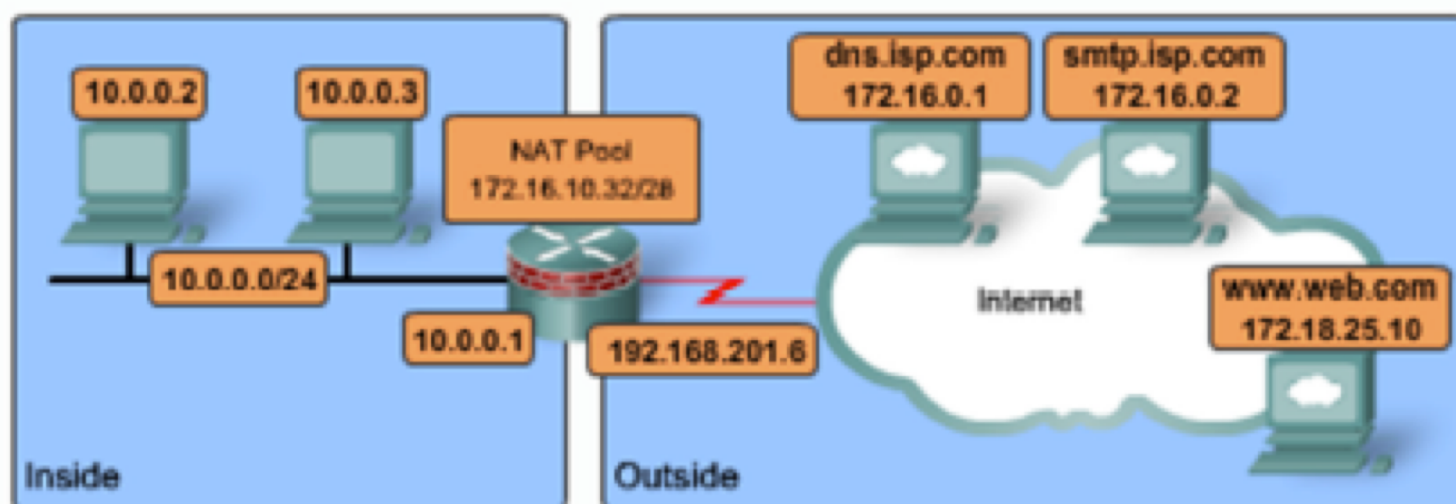 10.0.0.2
10.0.0.3
NAT Pool
172.16.10.32/28
dns.isp.com
172.16.0.1
smtp.isp.com
172.16.0.2
10.0.0.0/24
10.0.0.1
192.168.201.6
Internet
www.web.com
172.18.25.10
Inside
Outside